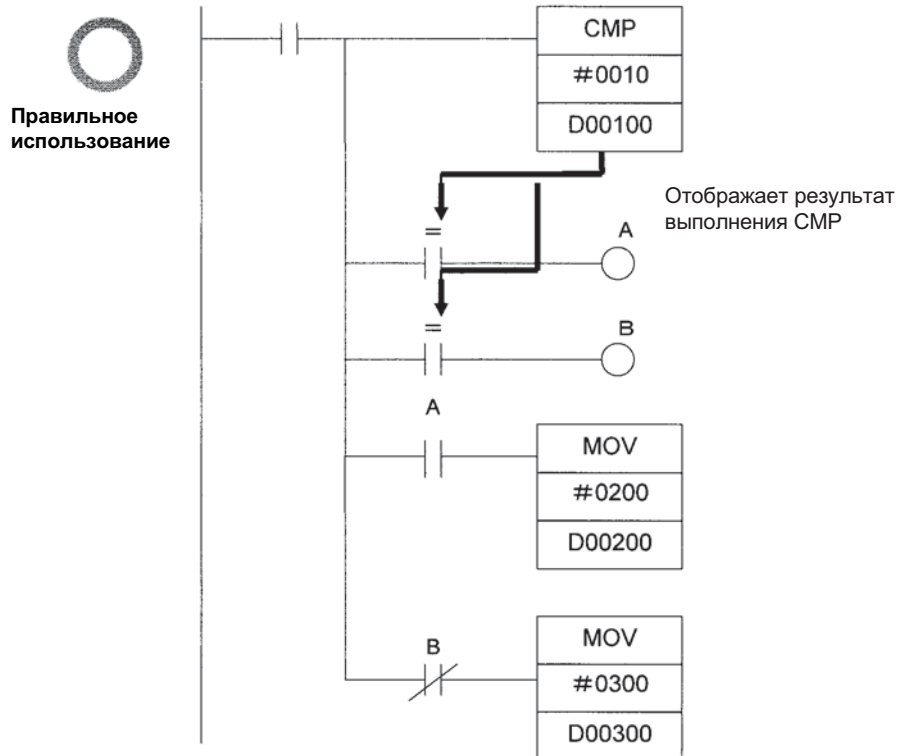 CMP
#0010
D00100
Правильное
использование
Отображает результат
выполнения CMP
=
A
=
B
A
MOV
#0200
D00200
B
MOV
#0300
D00300